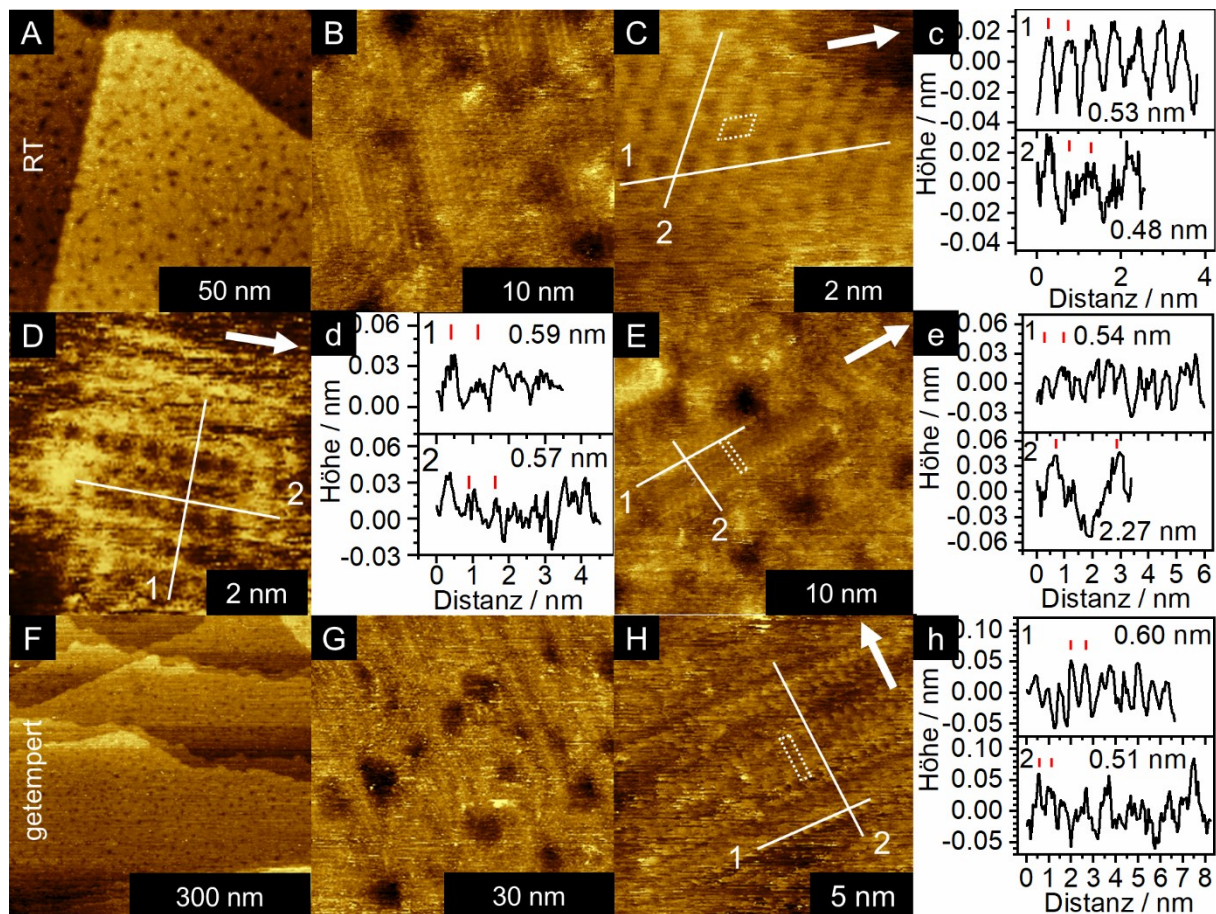 A
RT
50 nm
B
10 nm
C
1
2
2 nm
c
Höhe / nm
1
0.02
0.00
-0.02
-0.04
0.53 nm
2
0.02
0.00
-0.02
-0.04
0.48 nm
0 2 4
Distanz / nm
D
1
2
2 nm
d
Höhe / nm
0.06
0.03
0.00
1
0.59 nm
0.06
0.03
0.00
-0.03
2
0.57 nm
0 1 2 3 4
Distanz / nm
E
1
2
10 nm
e
Höhe / nm
0.06
0.03
0.00
-0.03
1
0.54 nm
0.06
0.03
0.00
-0.03
-0.06
2
2.27 nm
0 1 2 3 4 5 6
Distanz / nm
F
getempert
300 nm
G
30 nm
H
1
2
5 nm
h
Höhe / nm
0.10
0.05
0.00
-0.05
1
0.60 nm
0.10
0.05
0.00
-0.05
2
0.51 nm
0 1 2 3 4 5 6 7 8
Distanz / nm